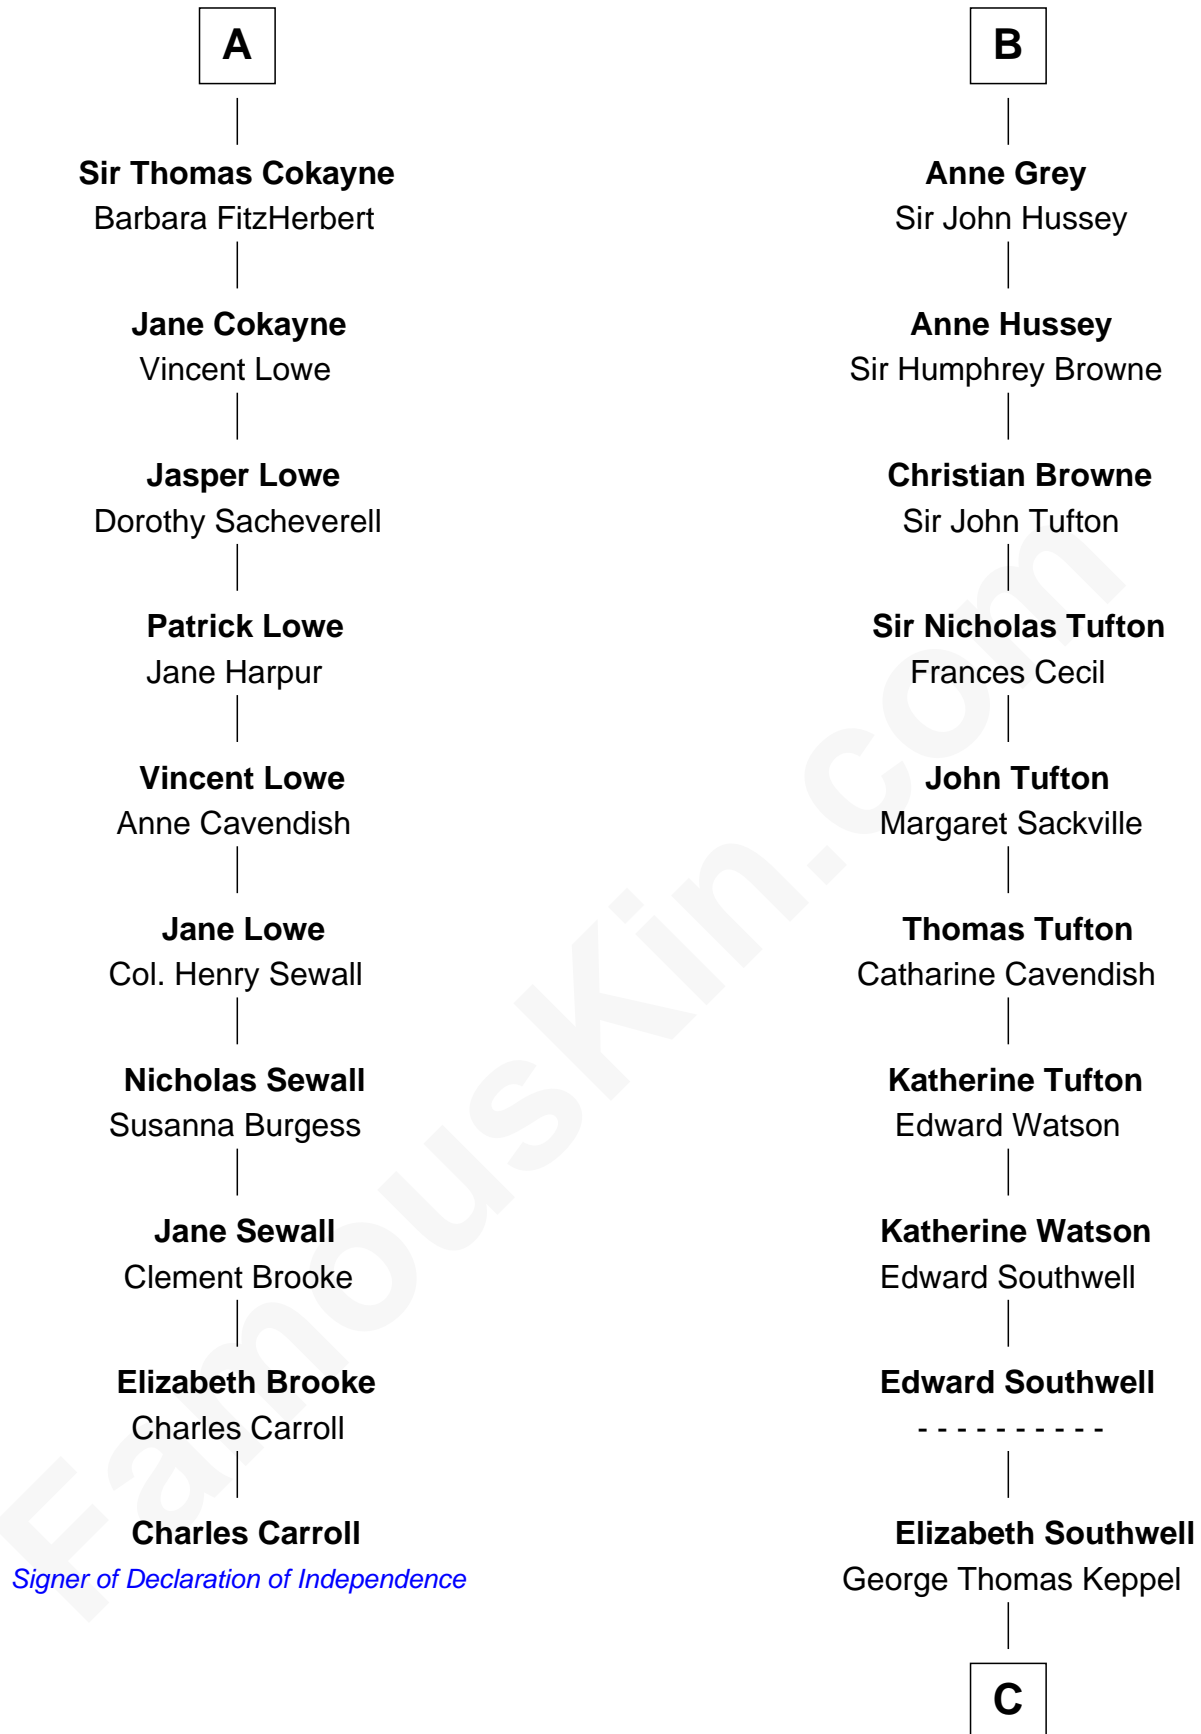 A
Sir Thomas Cokayne
Barbara FitzHerbert
Jane Cokayne
Vincent Lowe
Jasper Lowe
Dorothy Sacheverell
Patrick Lowe
Jane Harpur
Vincent Lowe
Anne Cavendish
Jane Lowe
Col. Henry Sewall
Nicholas Sewall
Susanna Burgess
Jane Sewall
Clement Brooke
Elizabeth Brooke
Charles Carroll
Charles Carroll
Signer of Declaration of Independence
B
Anne Grey
Sir John Hussey
Anne Hussey
Sir Humphrey Browne
Christian Browne
Sir John Tufton
Sir Nicholas Tufton
Frances Cecil
John Tufton
Margaret Sackville
Thomas Tufton
Catharine Cavendish
Katherine Tufton
Edward Watson
Katherine Watson
Edward Southwell
Edward Southwell
- - - - - - - - - -
Elizabeth Southwell
George Thomas Keppel
C
FamousKin.com